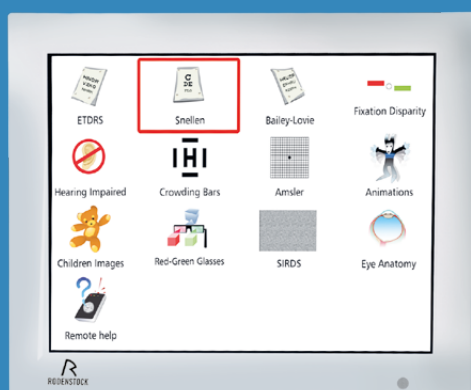 ETDRS
Snellen
Bailey-Lovie
Fixation Disparity
Hearing Impaired
Crowding Bars
Amsler
Animations
Children Images
Red-Green Glasses
SIRDS
Eye Anatomy
Remote help
R
RODENSTOCK